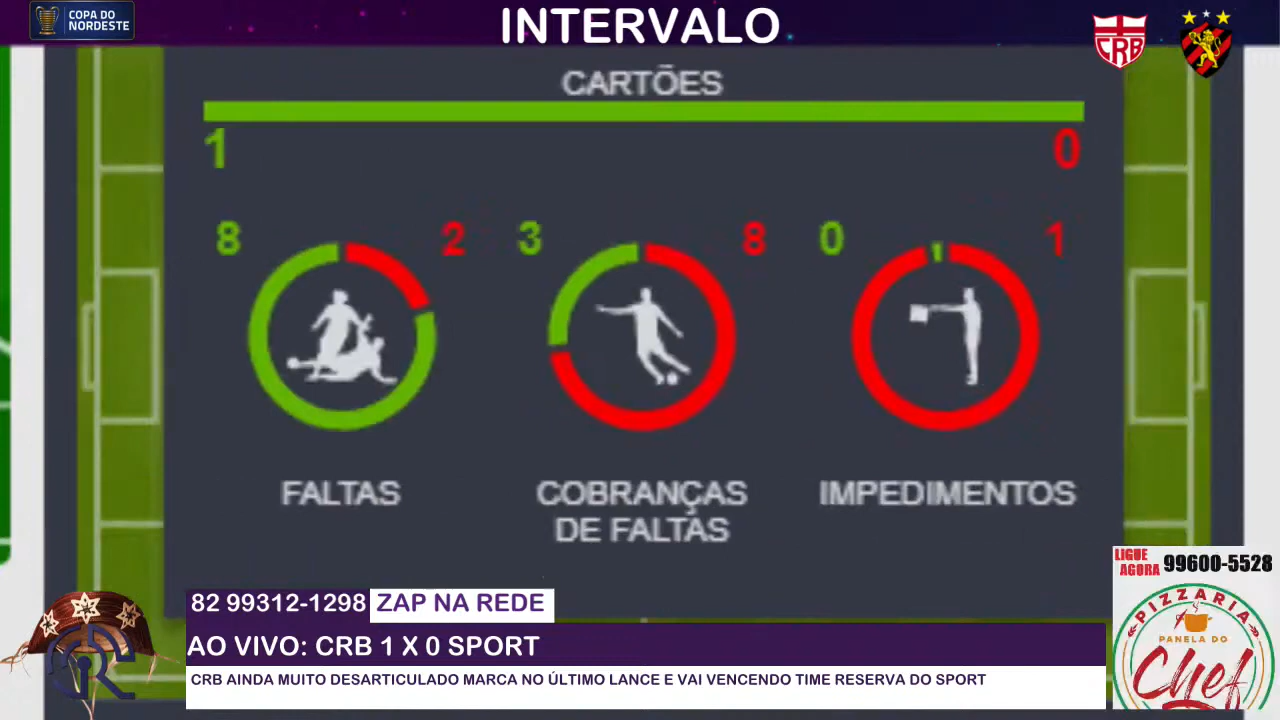 COPA DO
NORDESTE
INTERVALO
CRB
CARTÕES
1
0
8
2
3
8
0
1
1
FALTAS
COBRANÇAS
DE FALTAS
IMPEDIMENTOS
LIGUE
AGORA
99600-5528
PIZZARIA
PANELA DO
Chef
82 99312-1298
ZAP NA REDE
AO VIVO: CRB 1 X 0 SPORT
CRB AINDA MUITO DESARTICULADO MARCA NO ÚLTIMO LANCE E VAI VENCENDO TIME RESERVA DO SPORT